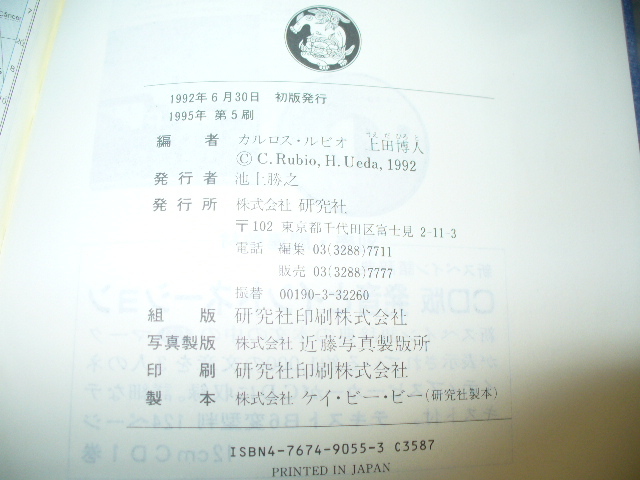 1992年6月30日　初版発行
1995年 第5刷
編　者　カルロス・ルビオ　上田博人
うえ だ ひろ と
© C. Rubio, H. Ueda, 1992
発行者　池上勝之
発行所　株式会社 研究社
〒102 東京都千代田区富士見 2-11-3
電話　編集 03(3288)7711
販売 03(3288)7777
振替　00190-3-32260
組　版　研究社印刷株式会社
写真製版　株式会社 近藤写真製版所
印　刷　研究社印刷株式会社
製　本　株式会社 ケイ・ビー・ビー(研究社製本)
ISBN4-7674-9055-3 C3587
PRINTED IN JAPAN